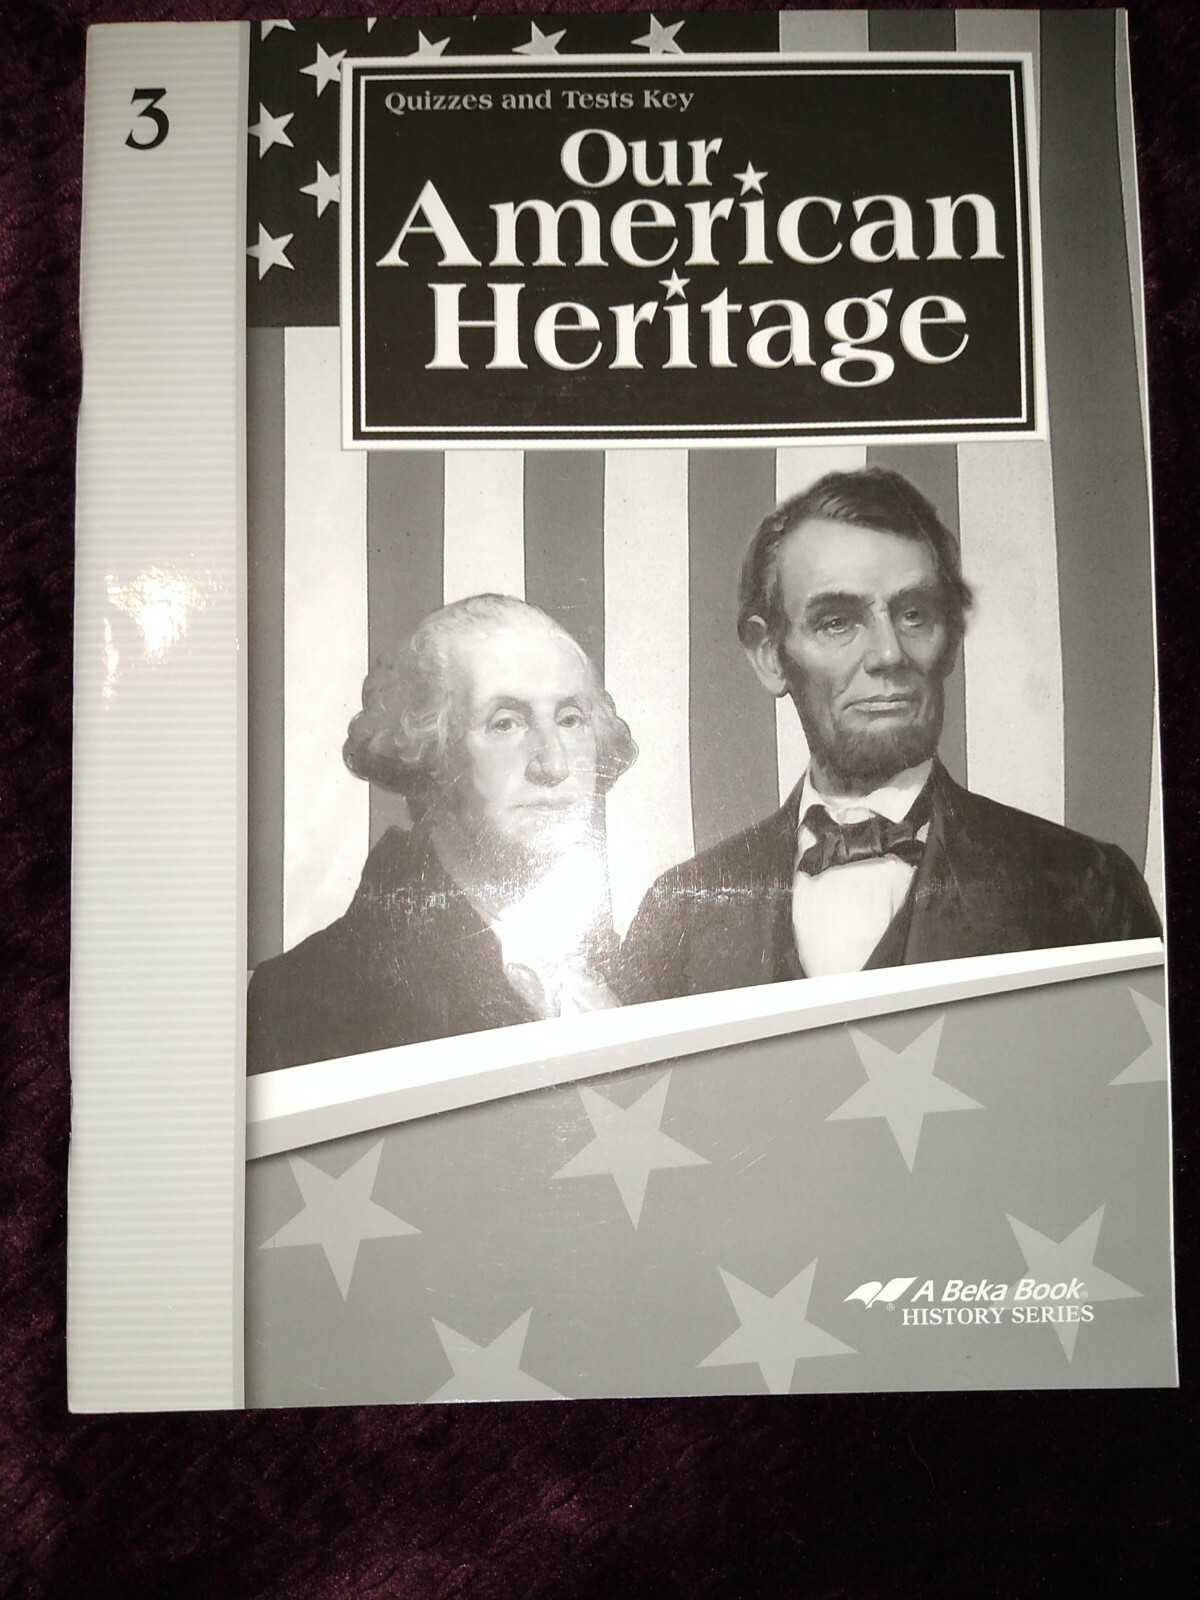 3
Quizzes and Tests Key
Our
American
Heritage
A Beka Book®
®
HISTORY SERIES